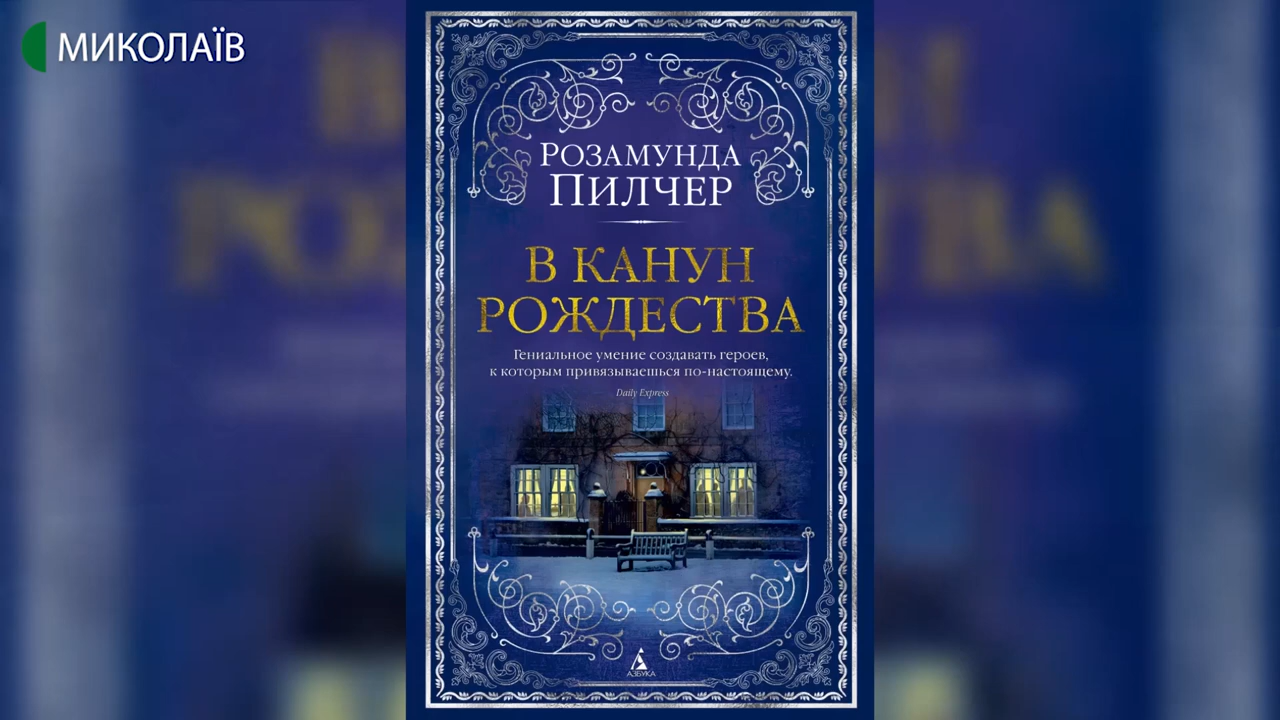 МИКОЛАЇВ
РОЗАМУНДА
ПИЛЧЕР
В КАНУН
РОЖДЕСТВА
Гениальное умение создавать героев,
к которым привязываешься по-настоящему.
Daily Express
АЗБУКА